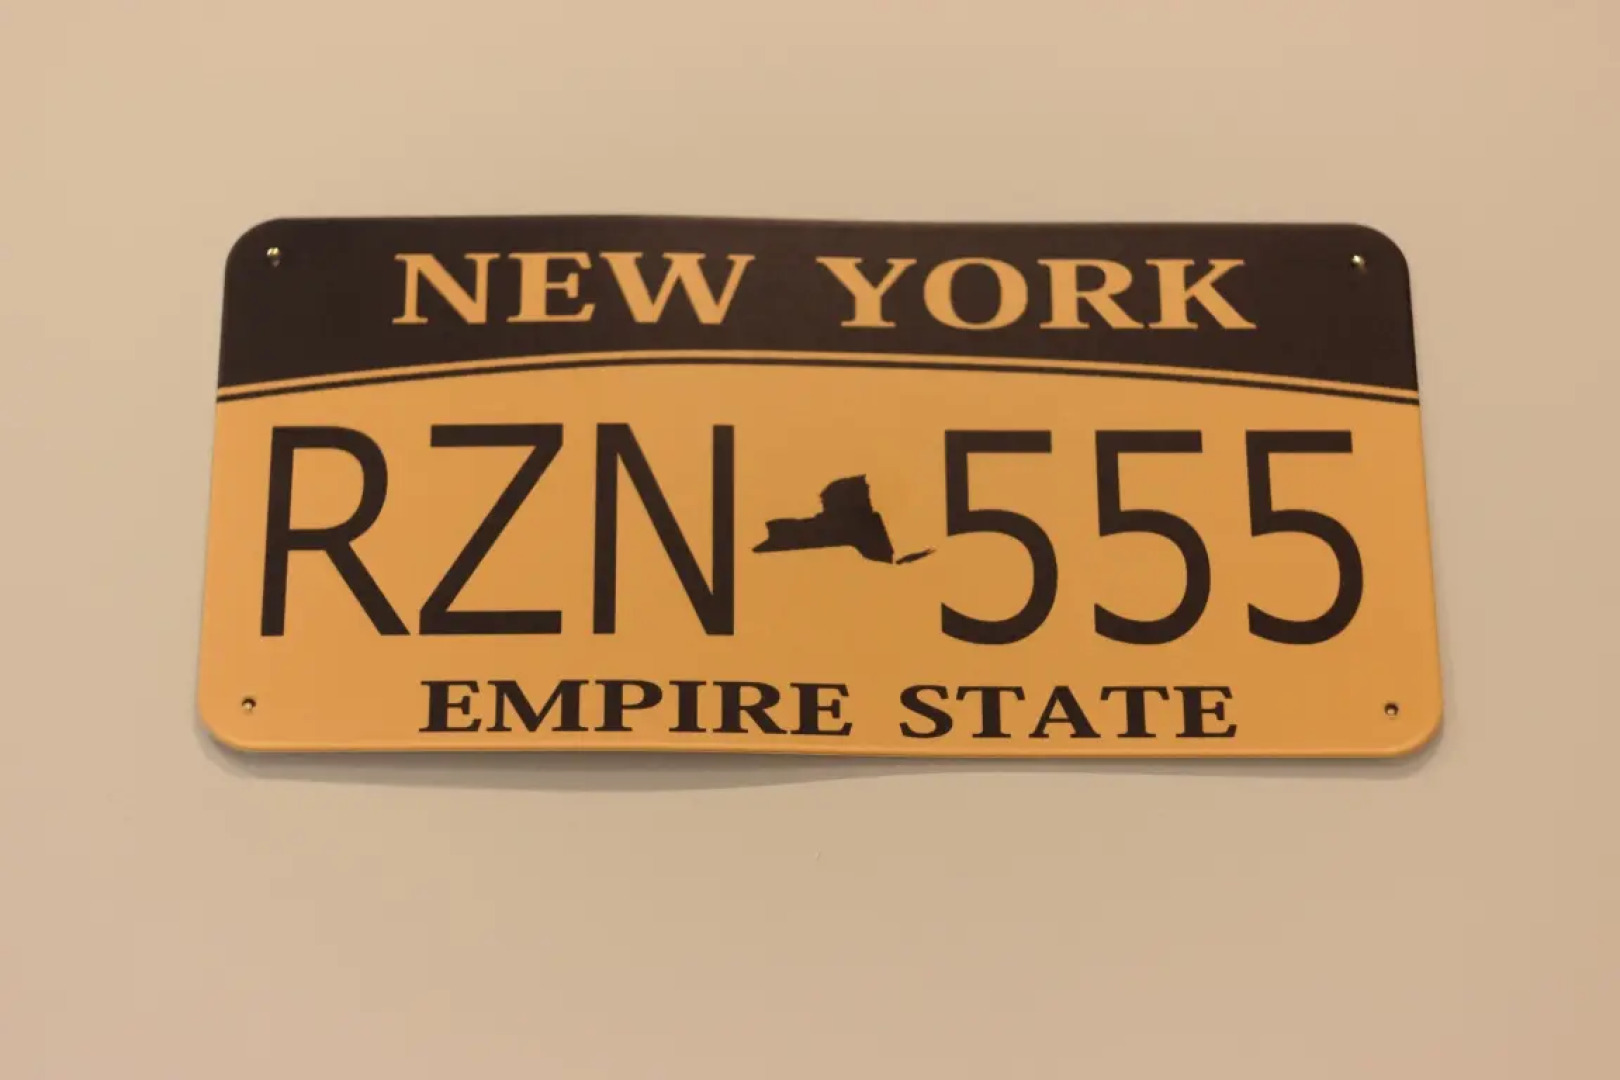 NEW YORK
RZN 555
EMPIRE STATE